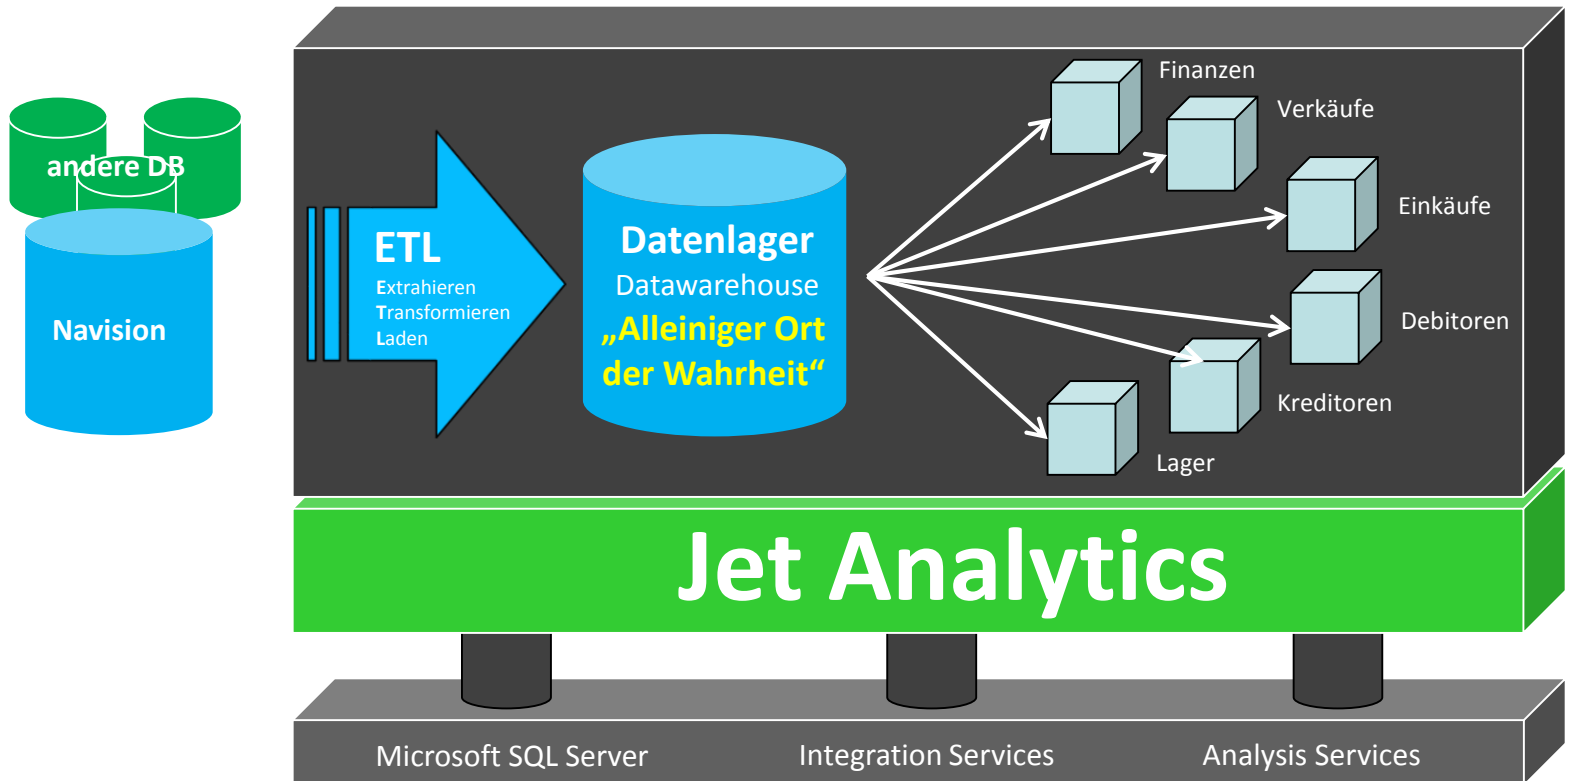 andere DB
Navision
ETL
Extrahieren
Transformieren
Laden
Datenlager
Datawarehouse
„Alleiniger Ort
der Wahrheit“
Finanzen
Verkäufe
Einkäufe
Debitoren
Kreditoren
Lager
Jet Analytics
Microsoft SQL Server
Integration Services
Analysis Services